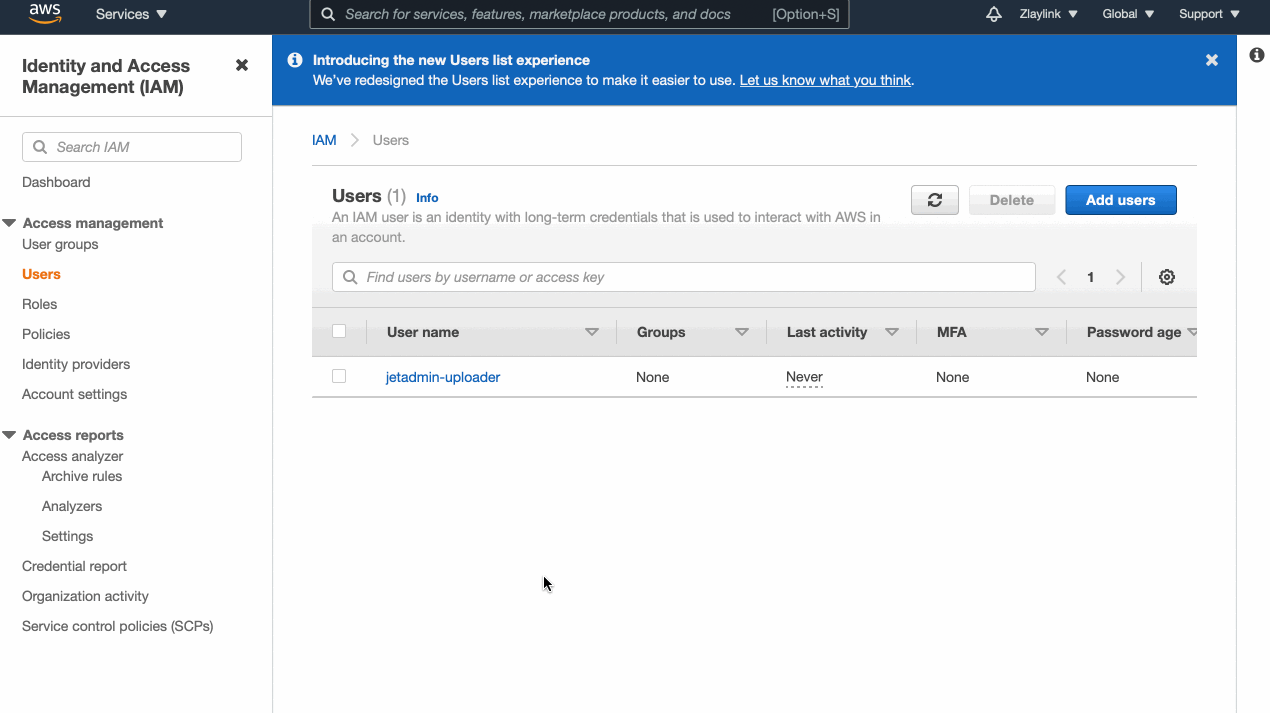 aws
Services
Search for services, features, marketplace products, and docs [Option+S]
Zlaylink
Global
Support
Identity and Access
Management (IAM)
Search IAM
Dashboard
Access management
User groups
Users
Roles
Policies
Identity providers
Account settings
Access reports
Access analyzer
Archive rules
Analyzers
Settings
Credential report
Organization activity
Service control policies (SCPs)
Introducing the new Users list experience
We've redesigned the Users list experience to make it easier to use. Let us know what you think.
IAM Users
Users (1) Info
An IAM user is an identity with long-term credentials that is used to interact with AWS in
an account.
Delete
Add users
Find users by username or access key
1
User name Groups Last activity MFA Password age
jetadmin-uploader None Never None None